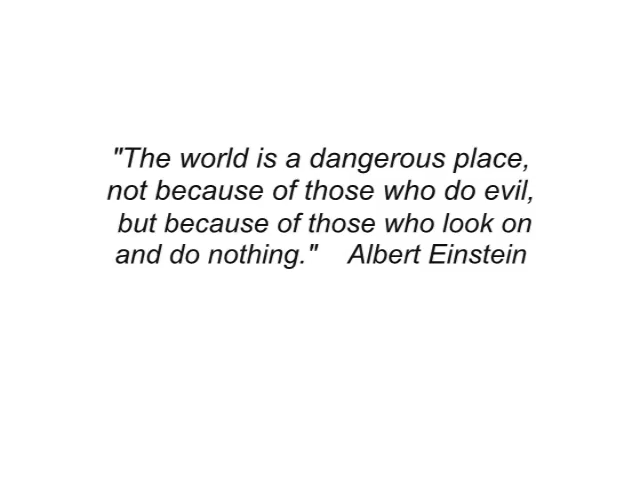 "The world is a dangerous place,
not because of those who do evil,
but because of those who look on
and do nothing."    Albert Einstein